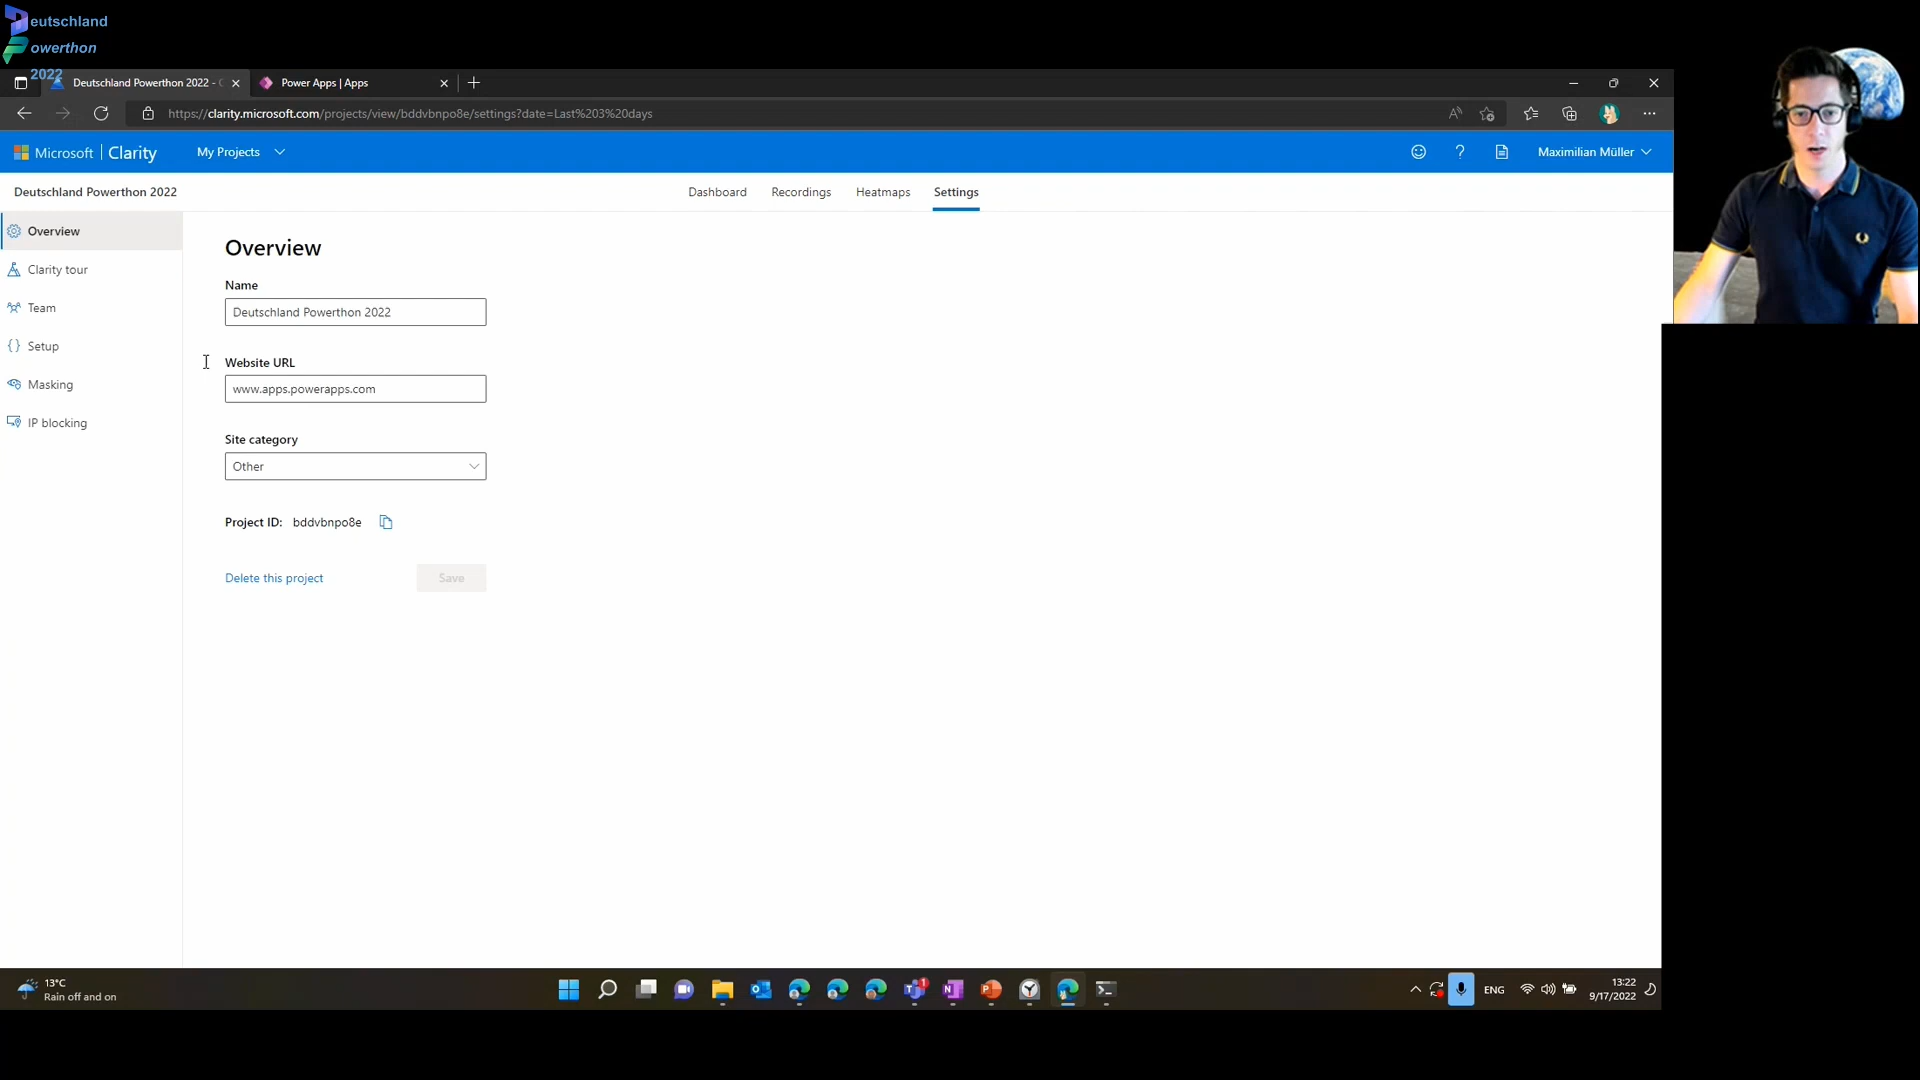 Deutschland
Powerthon
2022
Deutschland Powerthon 2022 - C
Power Apps | Apps
https://clarity.microsoft.com/projects/view/bddvbnpo8e/settings?date=Last%203%20days
Microsoft | Clarity
My Projects
Maximilian Müller
Deutschland Powerthon 2022
Dashboard
Recordings
Heatmaps
Settings
Overview
Clarity tour
Team
Setup
Masking
IP blocking
Overview
Name
Deutschland Powerthon 2022
Website URL
www.apps.powerapps.com
Site category
Other
Project ID: bddvbnpo8e
Delete this project
Save
13°C
Rain off and on
ENG
13:22
9/17/2022